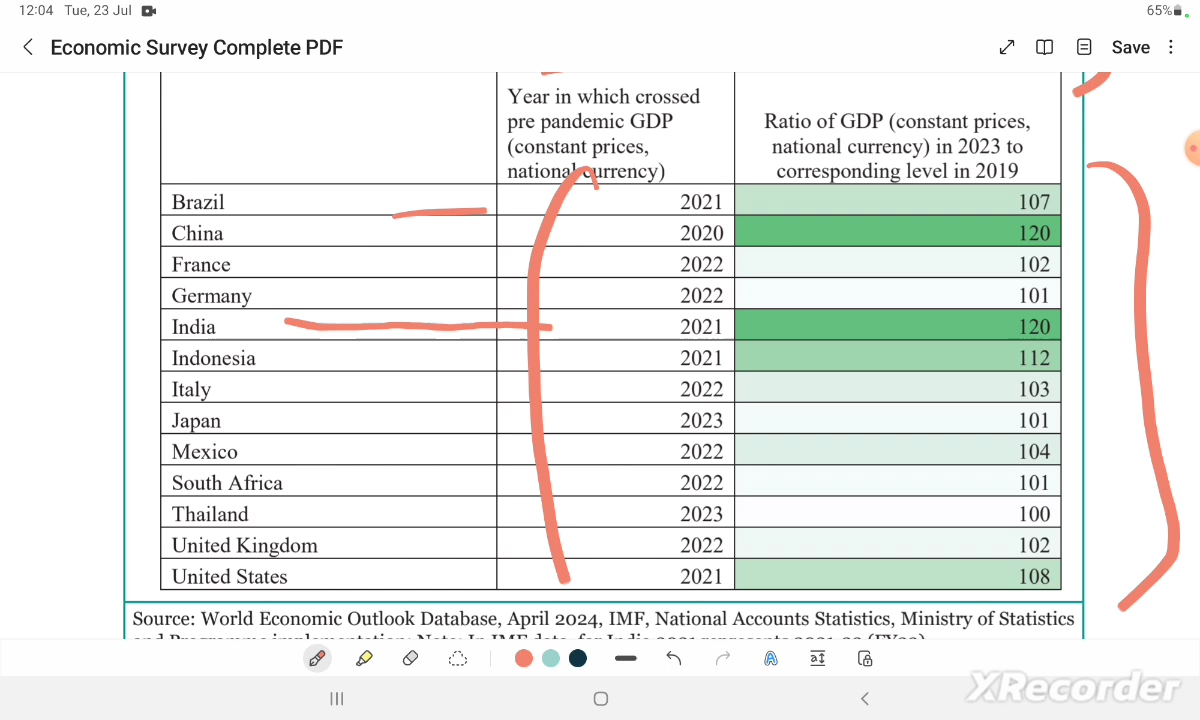 12:04 Tue, 23 Jul
65%
Economic Survey Complete PDF
Save
Year in which crossed
pre pandemic GDP
(constant prices,
national currency)
Ratio of GDP (constant prices,
national currency) in 2023 to
corresponding level in 2019
Brazil 2021 107
China 2020 120
France 2022 102
Germany 2022 101
India 2021 120
Indonesia 2021 112
Italy 2022 103
Japan 2023 101
Mexico 2022 104
South Africa 2022 101
Thailand 2023 100
United Kingdom 2022 102
United States 2021 108
Source: World Economic Outlook Database, April 2024, IMF, National Accounts Statistics, Ministry of Statistics
XRecorder